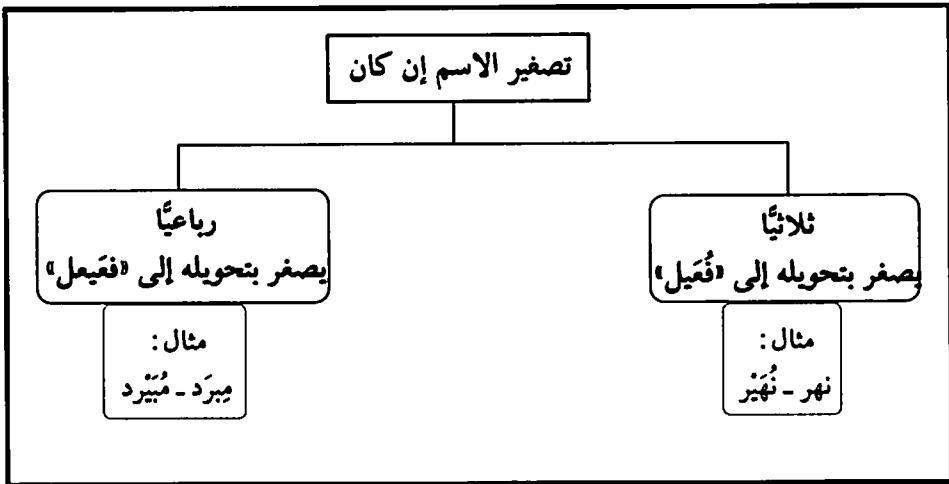 تصغير الاسم إن كان
ثلاثيًّا
يصغر بتحويله إلى «فُعَيل»
مثال:
نهر ـ نُهَيْر
رباعيًّا
يصغر بتحويله إلى «فعَيعل»
مثال:
مِبرَد ـ مُبَيْرد